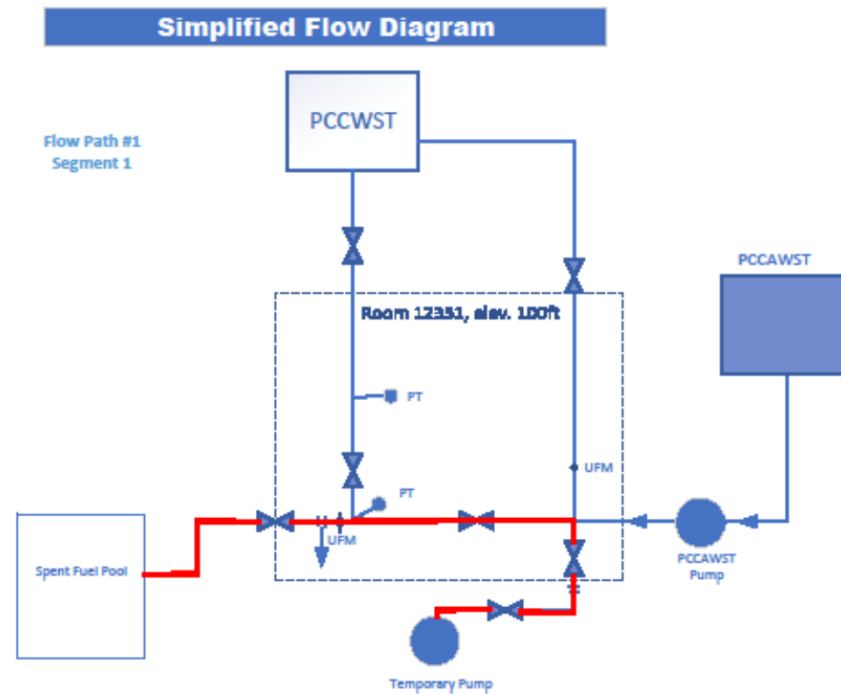 Simplified Flow Diagram
PCCWST
Flow Path #1
Segment 1
PCCAWST
Room 12351, elev. 100ft
PT
UFM
PT
UFM
Spent Fuel Pool
PCCAWST
Pump
Temporary Pump